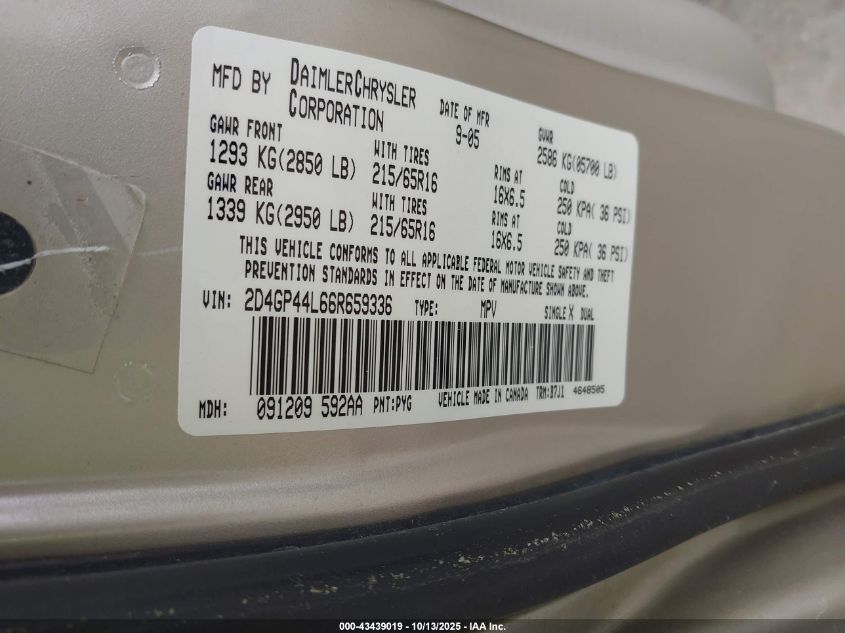 MFD BY DAIMLERCHRYSLER CORPORATION DATE OF MFR 9-05 GVWR 2586 KG(05700 LB)
GAWR FRONT 1293 KG(2850 LB) WITH TIRES 215/65R16 RIMS AT 16X6.5 COLD 250 KPA( 36 PSI)
GAWR REAR 1339 KG(2950 LB) WITH TIRES 215/65R16 RIMS AT 16X6.5 COLD 250 KPA( 36 PSI)
THIS VEHICLE CONFORMS TO ALL APPLICABLE FEDERAL MOTOR VEHICLE SAFETY AND THEFT
PREVENTION STANDARDS IN EFFECT ON THE DATE OF MANUFACTURE SHOWN ABOVE.
VIN: 2D4GP44L66R659336 TYPE: MPV SINGLE X DUAL
MDH: 091209 592AA PNT:PYG VEHICLE MADE IN CANADA TRM:B7J1 4648505
000-43439019 - 10/13/2025 - IAA Inc.